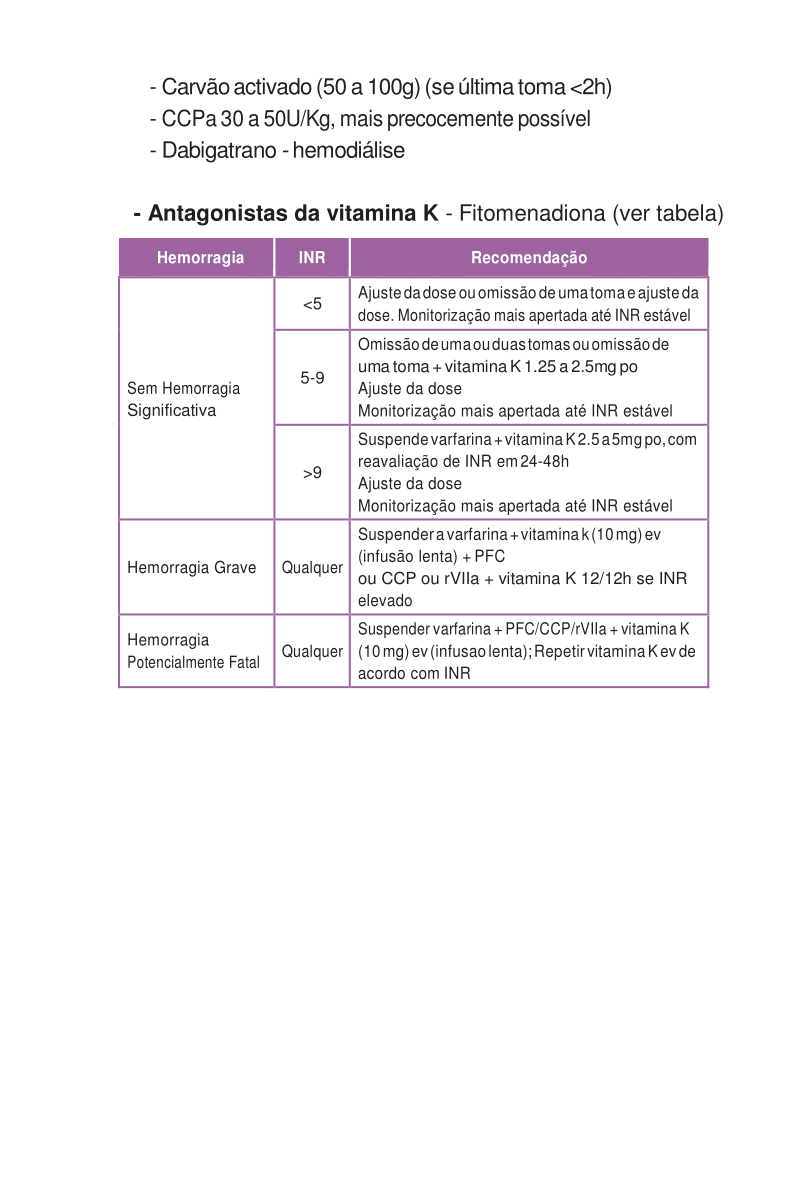 - Carvão activado (50 a 100g) (se última toma <2h)
- CCPa 30 a 50U/Kg, mais precocemente possível
- Dabigatrano - hemodiálise
- Antagonistas da vitamina K - Fitomenadiona (ver tabela)
Hemorragia INR Recomendação
Sem Hemorragia
Significativa
<5
Ajuste da dose ou omissão de uma toma e ajuste da
dose. Monitorização mais apertada até INR estável
5-9
Omissão de uma ou duas tomas ou omissão de
uma toma + vitamina K 1.25 a 2.5mg po
Ajuste da dose
Monitorização mais apertada até INR estável
>9
Suspende varfarina + vitamina K 2.5 a 5mg po, com
reavaliação de INR em 24-48h
Ajuste da dose
Monitorização mais apertada até INR estável
Hemorragia Grave
Qualquer
Suspender a varfarina + vitamina k (10 mg) ev
(infusão lenta) + PFC
ou CCP ou rVIIa + vitamina K 12/12h se INR
elevado
Hemorragia
Potencialmente Fatal
Qualquer
Suspender varfarina + PFC/CCP/rVIIa + vitamina K
(10 mg) ev (infusao lenta); Repetir vitamina K ev de
acordo com INR